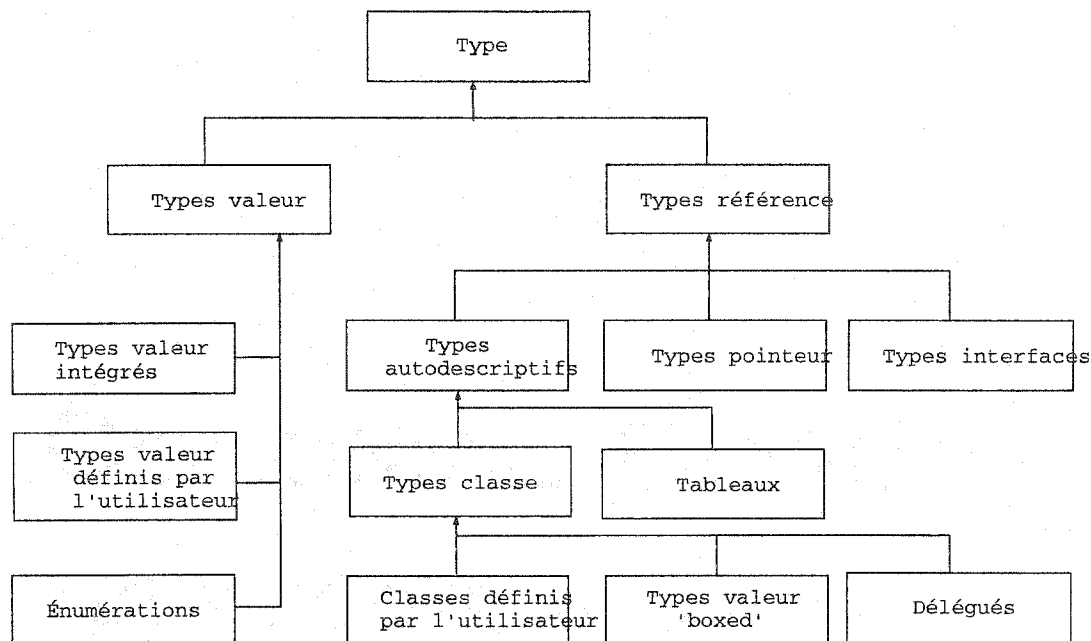 Type
Types valeur
Types référence
Types valeur
intégrés
Types
autodescriptifs
Types pointeur
Types interfaces
Types valeur
définis par
l'utilisateur
Types classe
Tableaux
Énumérations
Classes définis
par l'utilisateur
Types valeur
'boxed'
Délégués